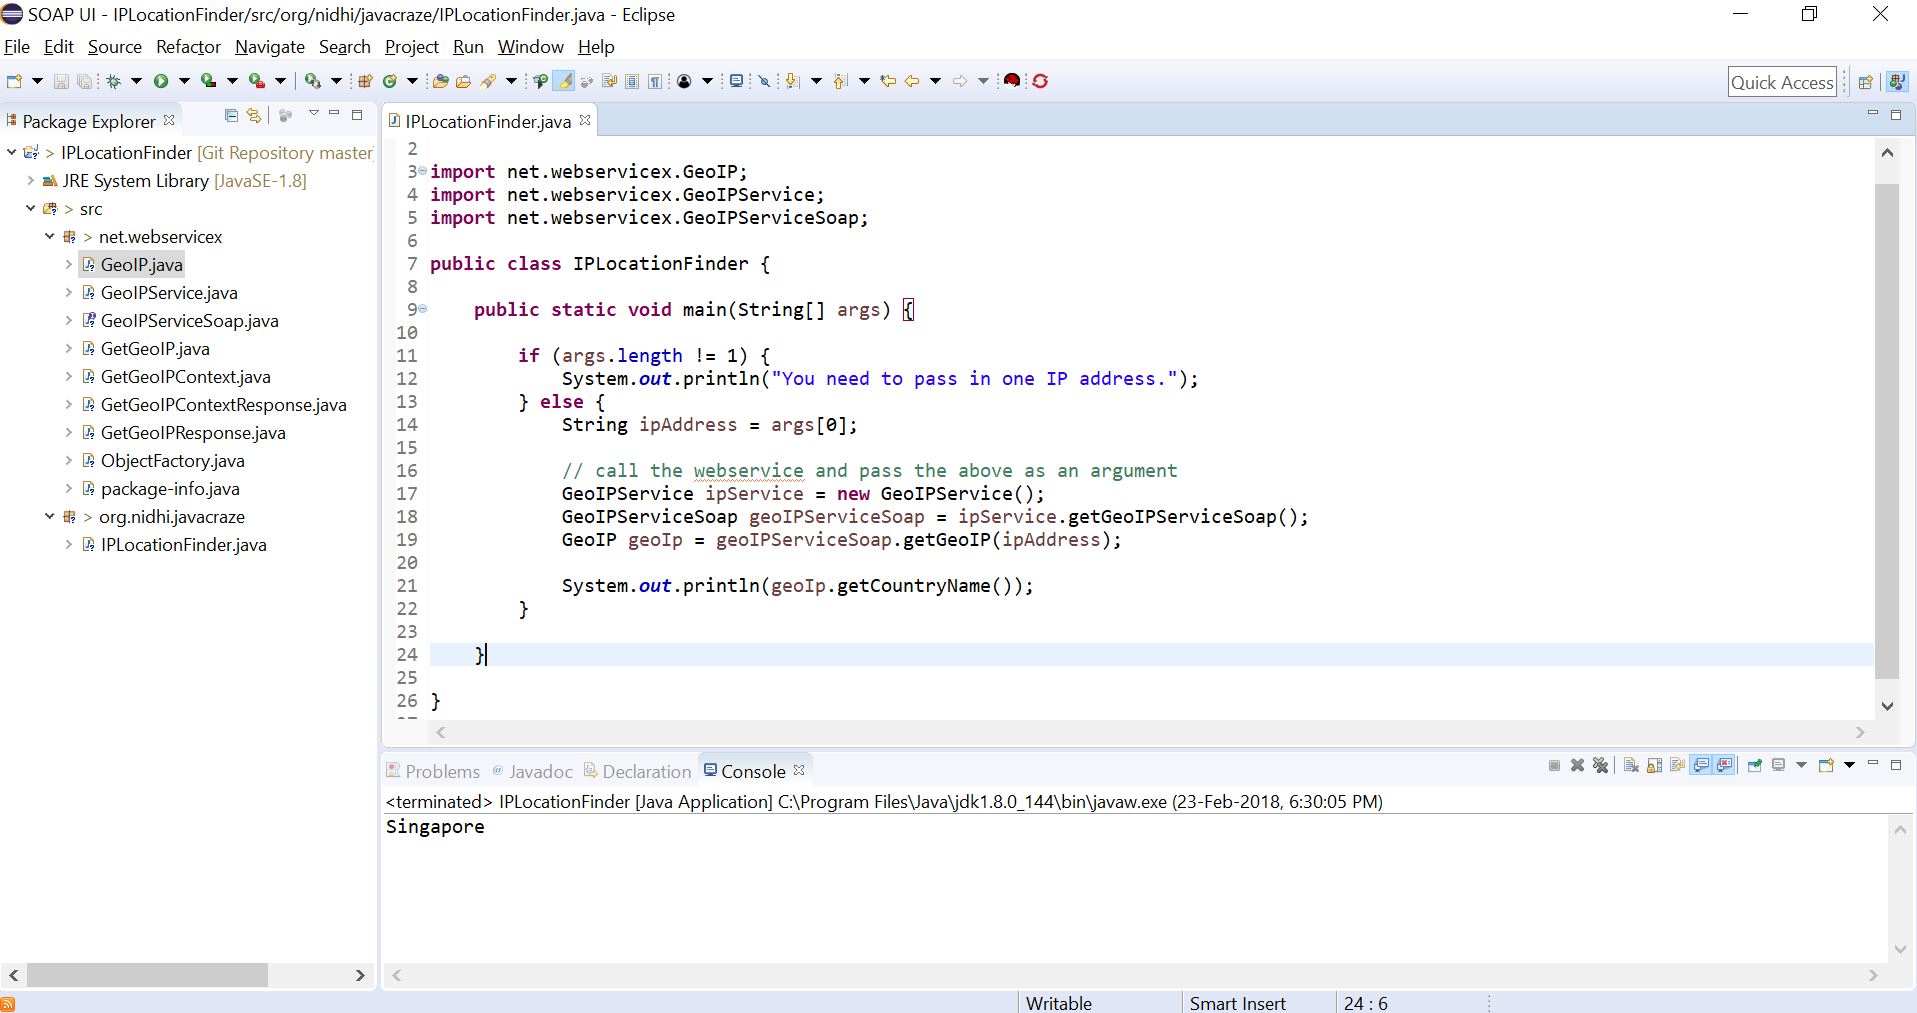 SOAP UI - IPLocationFinder/src/org/nidhi/javacraze/IPLocationFinder.java - Eclipse
File Edit Source Refactor Navigate Search Project Run Window Help
Quick Access
Package Explorer
IPLocationFinder.java
> IPLocationFinder [Git Repository master
JRE System Library [JavaSE-1.8]
> src
> net.webservicex
GeoIP.java
GeoIPService.java
GeoIPServiceSoap.java
GetGeoIP.java
GetGeoIPContext.java
GetGeoIPContextResponse.java
GetGeoIPResponse.java
ObjectFactory.java
package-info.java
> org.nidhi.javacraze
IPLocationFinder.java
2
3 import net.webservicex.GeoIP;
4 import net.webservicex.GeoIPService;
5 import net.webservicex.GeoIPServiceSoap;
6
7 public class IPLocationFinder {
8
9 public static void main(String[] args) {
10
11 if (args.length != 1) {
12 System.out.println("You need to pass in one IP address.");
13 } else {
14 String ipAddress = args[0];
15
16 // call the webservice and pass the above as an argument
17 GeoIPService ipService = new GeoIPService();
18 GeoIPServiceSoap geoIPServiceSoap = ipService.getGeoIPServiceSoap();
19 GeoIP geoIp = geoIPServiceSoap.getGeoIP(ipAddress);
20
21 System.out.println(geoIp.getCountryName());
22 }
23
24 }
25
26 }
Problems @ Javadoc Declaration Console
<terminated> IPLocationFinder [Java Application] C:\Program Files\Java\jdk1.8.0_144\bin\javaw.exe (23-Feb-2018, 6:30:05 PM)
Singapore
Writable Smart Insert 24 : 6